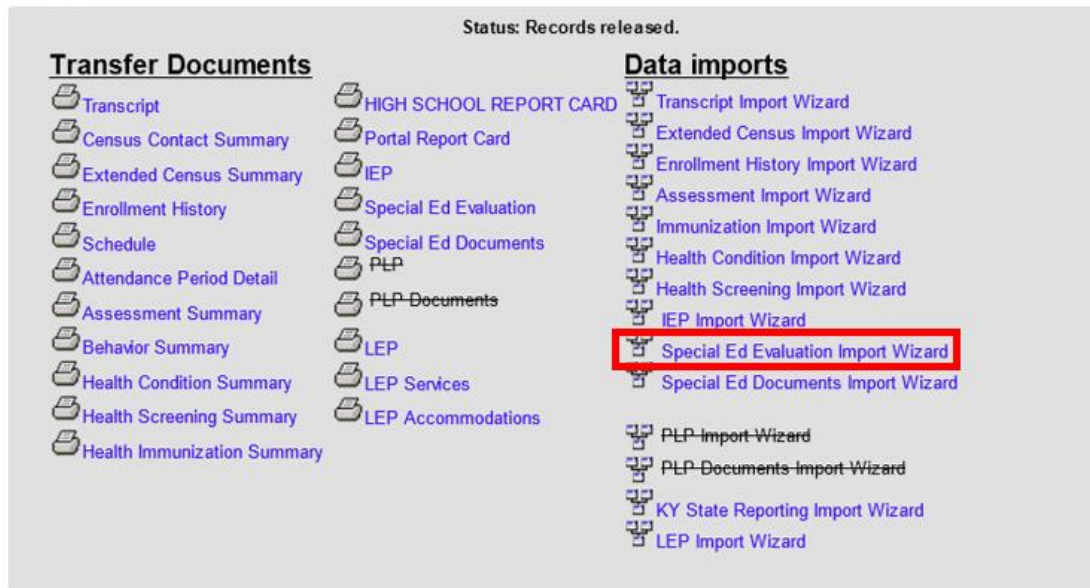 Status: Records released.
Transfer Documents
Transcript
Census Contact Summary
Extended Census Summary
Enrollment History
Schedule
Attendance Period Detail
Assessment Summary
Behavior Summary
Health Condition Summary
Health Screening Summary
Health Immunization Summary
HIGH SCHOOL REPORT CARD
Portal Report Card
IEP
Special Ed Evaluation
Special Ed Documents
PLP
PLP Documents
LEP
LEP Services
LEP Accommodations
Data imports
Transcript Import Wizard
Extended Census Import Wizard
Enrollment History Import Wizard
Assessment Import Wizard
Immunization Import Wizard
Health Condition Import Wizard
Health Screening Import Wizard
IEP Import Wizard
Special Ed Evaluation Import Wizard
Special Ed Documents Import Wizard
PLP Import Wizard
PLP Documents Import Wizard
KY State Reporting Import Wizard
LEP Import Wizard